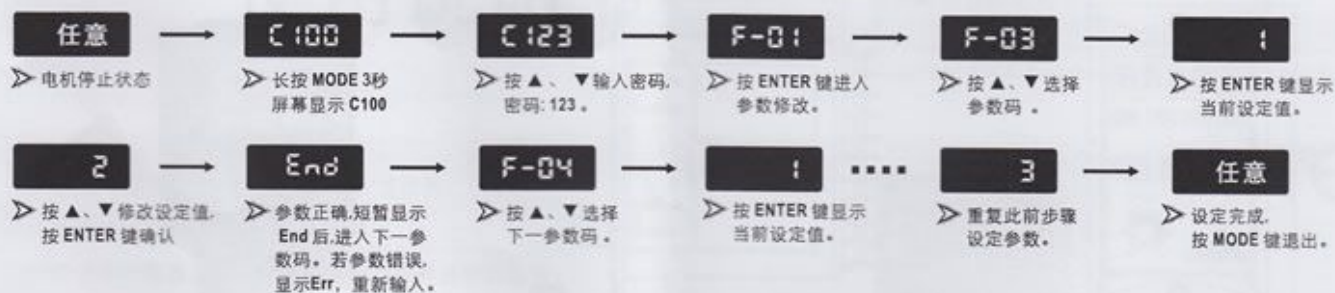 任意 → C100 → C123 → F-01 → F-03 → 1
➢ 电机停止状态
➢ 长按 MODE 3秒
屏幕显示 C100
➢ 按 ▲、▼输入密码,
密码: 123 。
➢ 按 ENTER 键进入
参数修改。
➢ 按 ▲、▼ 选择
参数码 。
➢ 按 ENTER 键显示
当前设定值。
2 → End → F-04 → 1 ▪▪▪▪ 3 → 任意
➢ 按 ▲、▼ 修改设定值,
按 ENTER 键确认
➢ 参数正确,短暂显示
End 后,进入下一参
数码。若参数错误,
显示Err，重新输入。
➢ 按 ▲、▼ 选择
下一参数码 。
➢ 按 ENTER 键显示
当前设定值。
➢ 重复此前步骤
设定参数。
➢ 设定完成,
按 MODE 键退出。